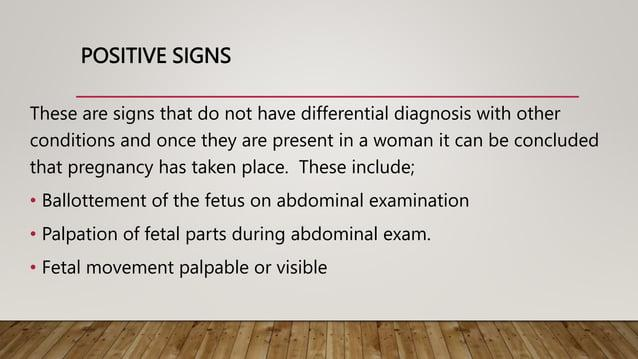 POSITIVE SIGNS
These are signs that do not have differential diagnosis with other
conditions and once they are present in a woman it can be concluded
that pregnancy has taken place.  These include;
• Ballottement of the fetus on abdominal examination
• Palpation of fetal parts during abdominal exam.
• Fetal movement palpable or visible